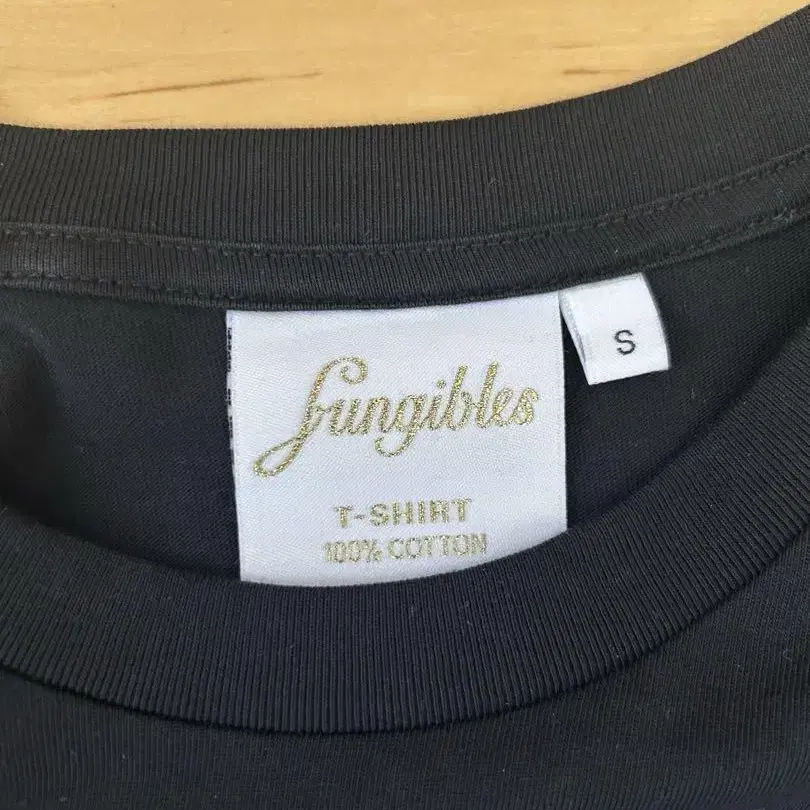 fungibles
T-SHIRT
100% COTTON
S